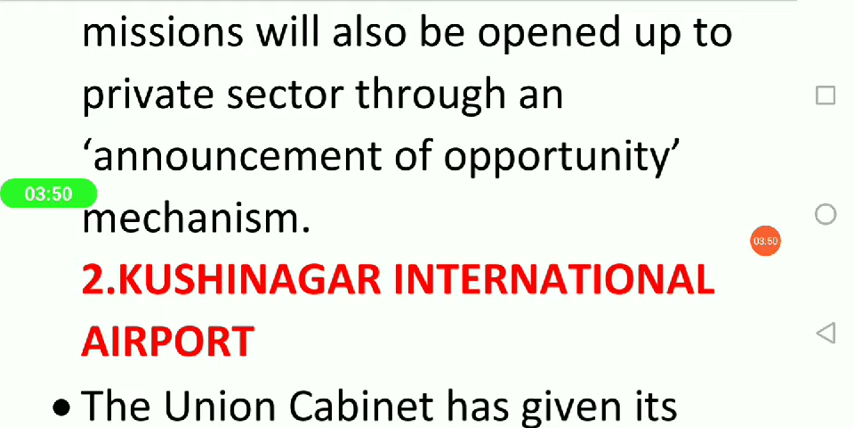 missions will also be opened up to
private sector through an
‘announcement of opportunity’
03:50
mechanism.
03:50
2.KUSHINAGAR INTERNATIONAL
AIRPORT
• The Union Cabinet has given its